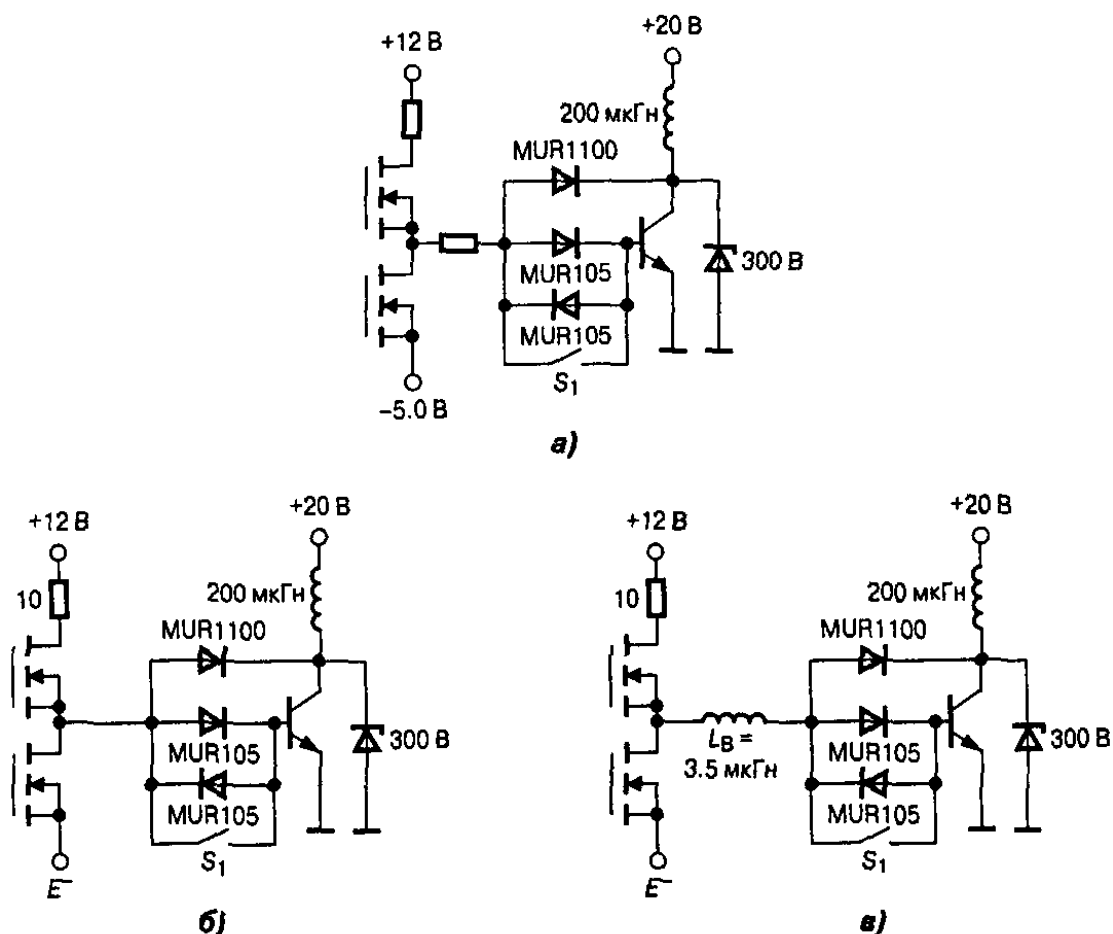 +12 В
+20 В
200 мкГн
MUR1100
MUR105
300 В
MUR105
S1
–5.0 В
а)
+12 В
+20 В
10
200 мкГн
MUR1100
MUR105
300 В
MUR105
S1
E–
б)
+12 В
+20 В
10
200 мкГн
MUR1100
LB =
3.5 мкГн
MUR105
300 В
MUR105
S1
E–
в)